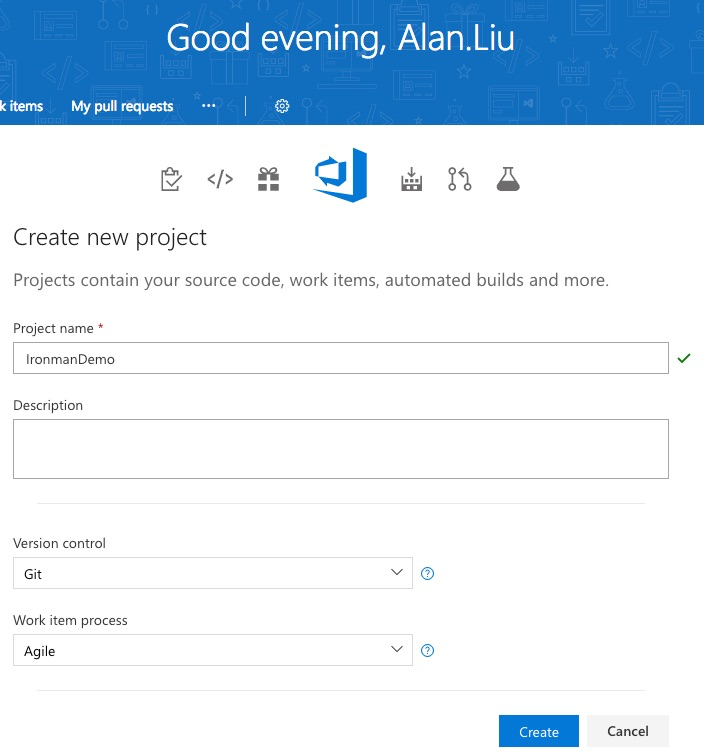 Good evening, Alan.Liu
k items My pull requests ···
Create new project
Projects contain your source code, work items, automated builds and more.
Project name *
IronmanDemo
Description
Version control
Git
?
Work item process
Agile
?
Create Cancel